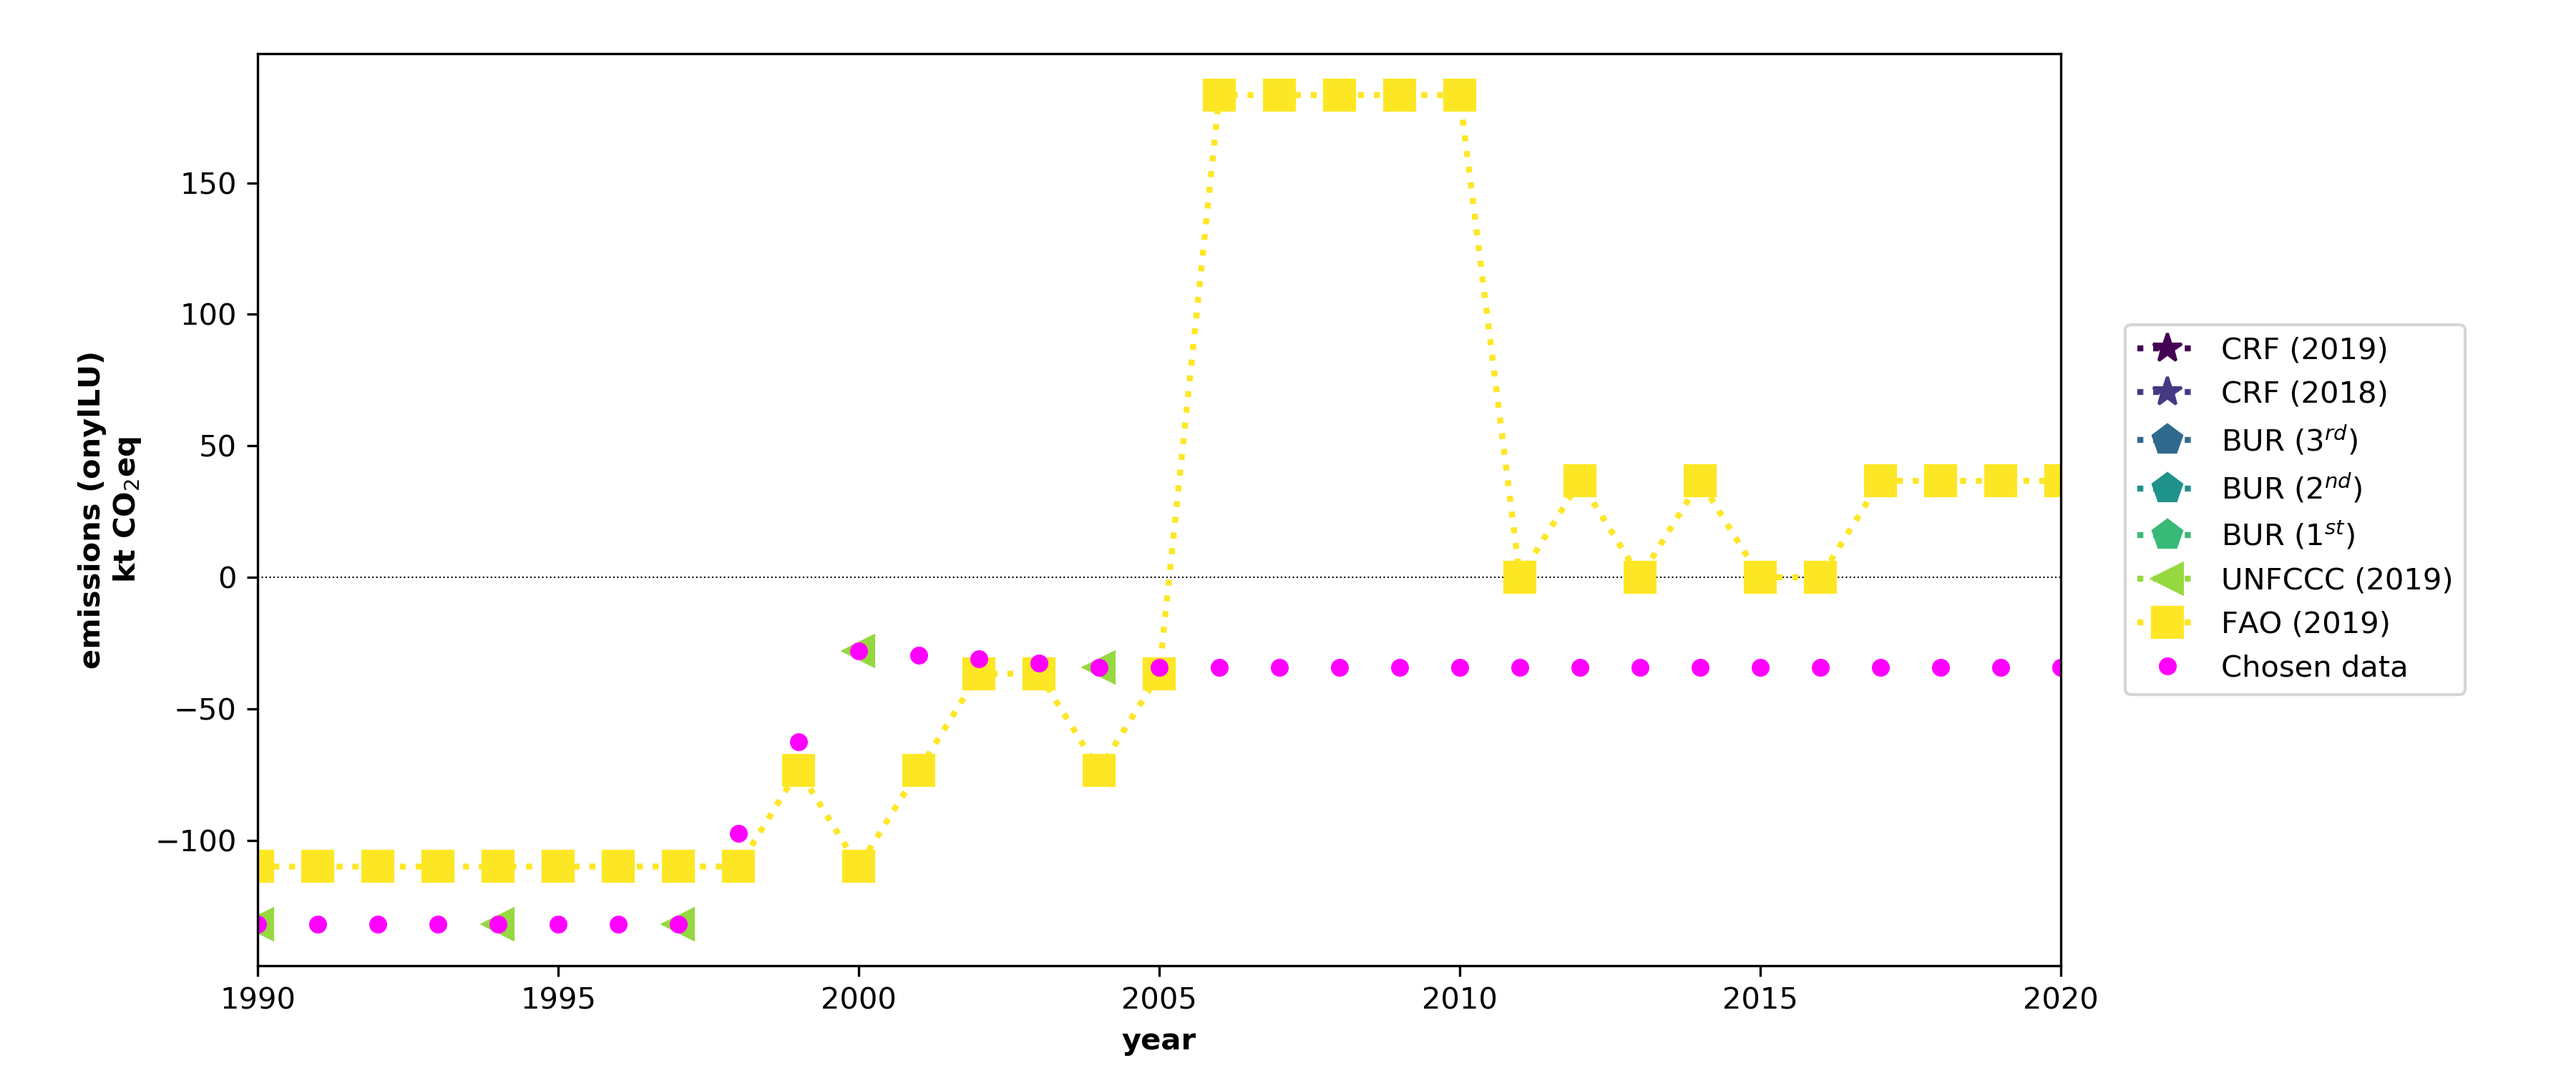 emissions (onylLU)
kt CO₂eq
150
100
50
0
−50
−100
1990 1995 2000 2005 2010 2015 2020
year
CRF (2019)
CRF (2018)
BUR (3ʳᵈ)
BUR (2ⁿᵈ)
BUR (1ˢᵗ)
UNFCCC (2019)
FAO (2019)
Chosen data